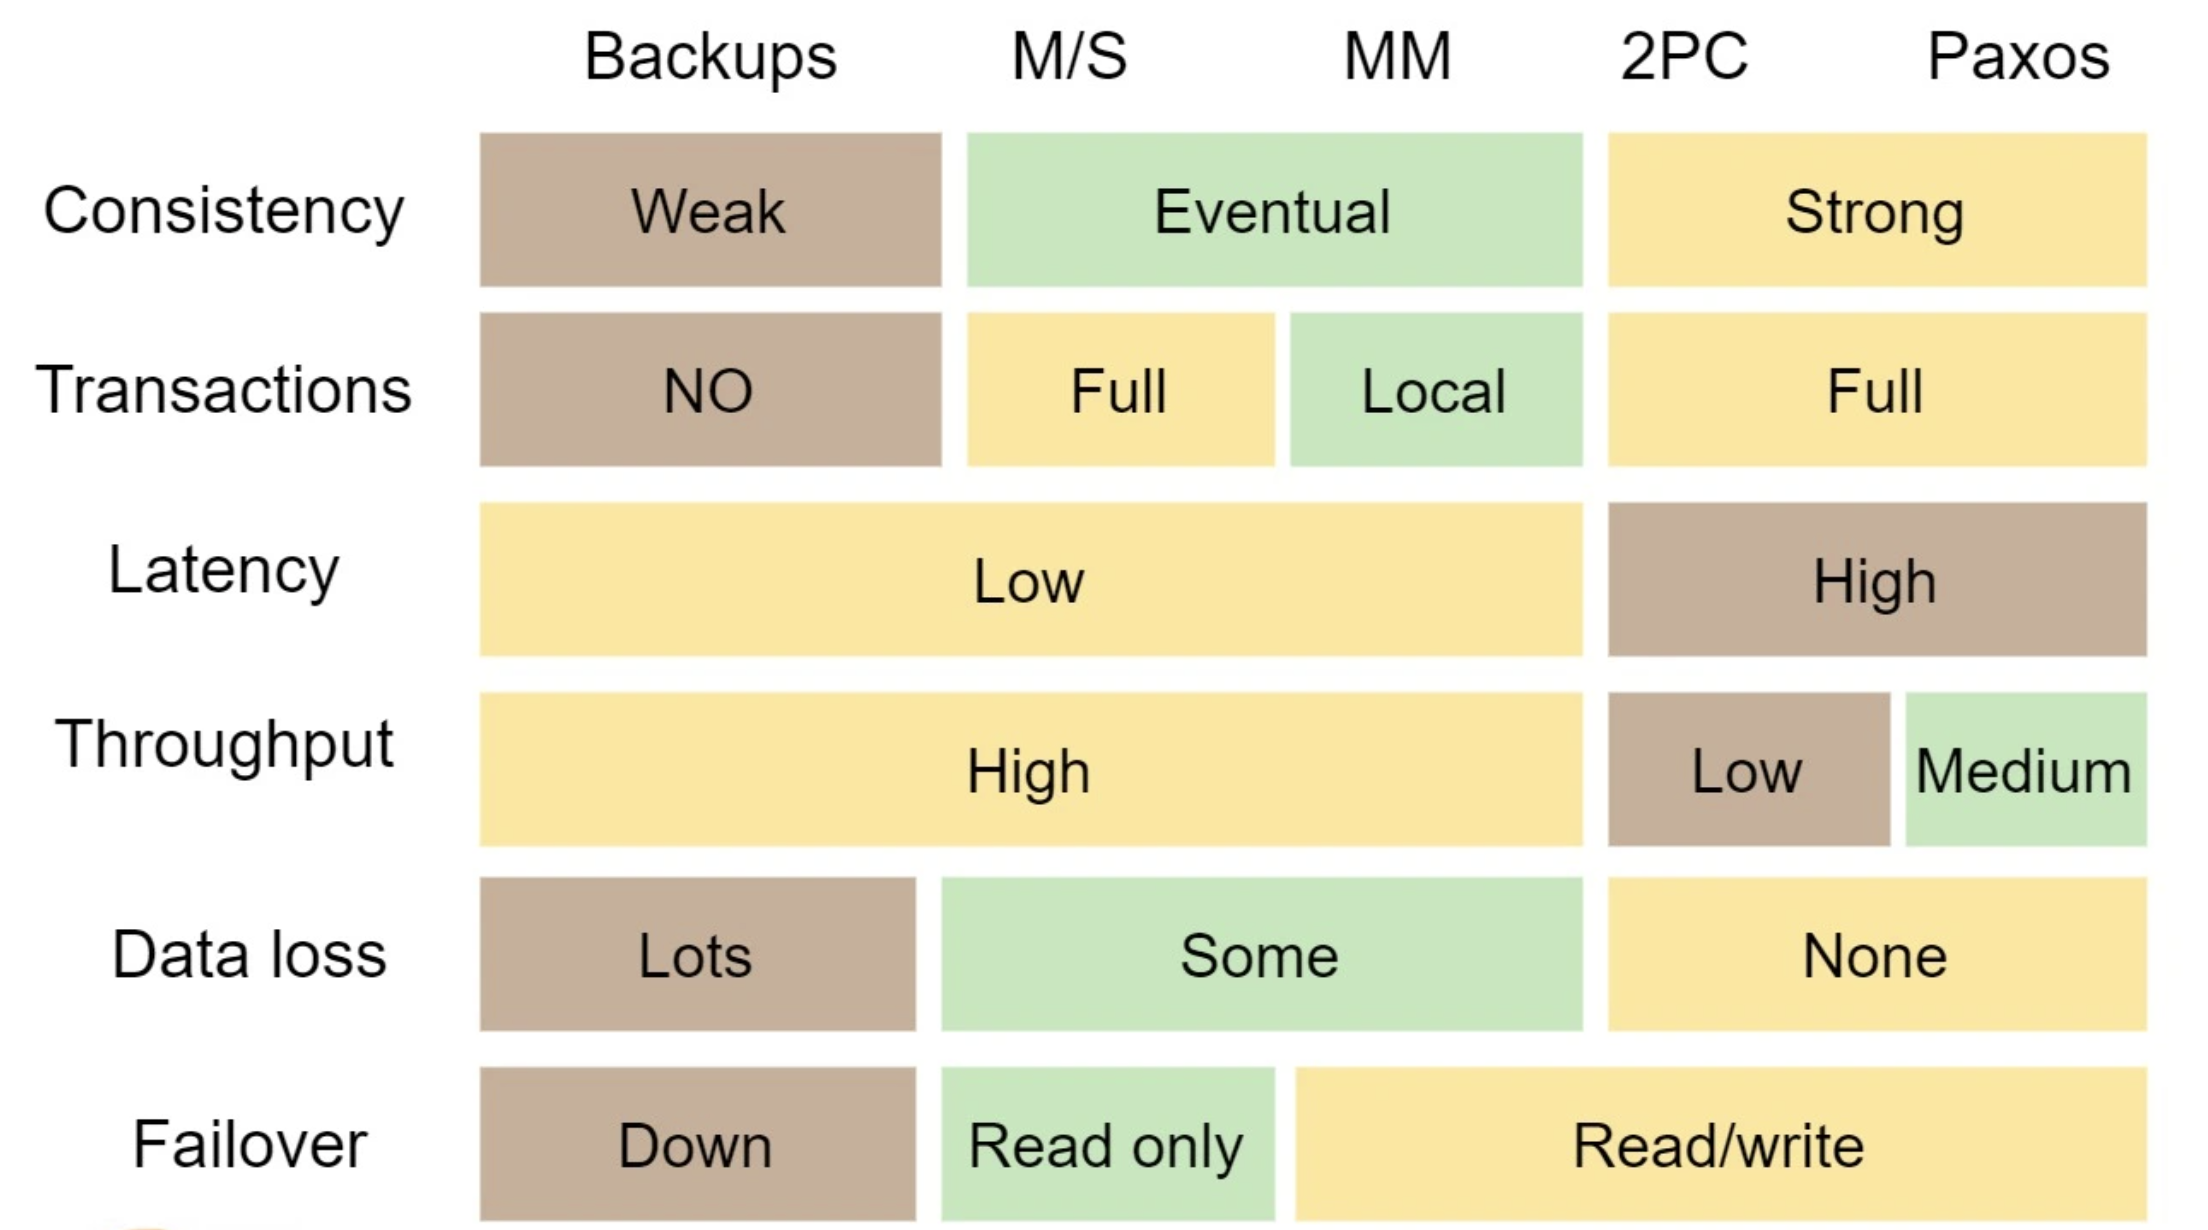 Backups M/S MM 2PC Paxos
Consistency Weak Eventual Strong
Transactions NO Full Local Full
Latency Low High
Throughput High Low Medium
Data loss Lots Some None
Failover Down Read only Read/write